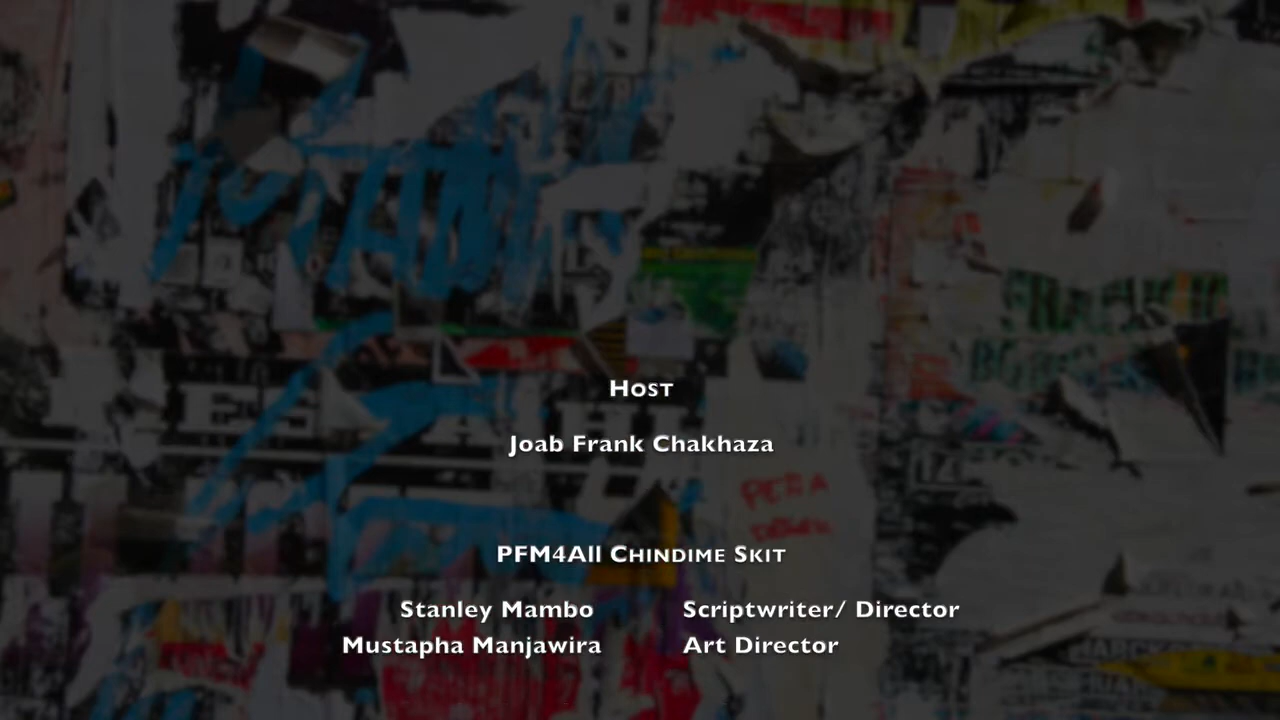 Host
Joab Frank Chakhaza
PFM4All Chindime Skit
Stanley Mambo Scriptwriter/ Director
Mustapha Manjawira Art Director